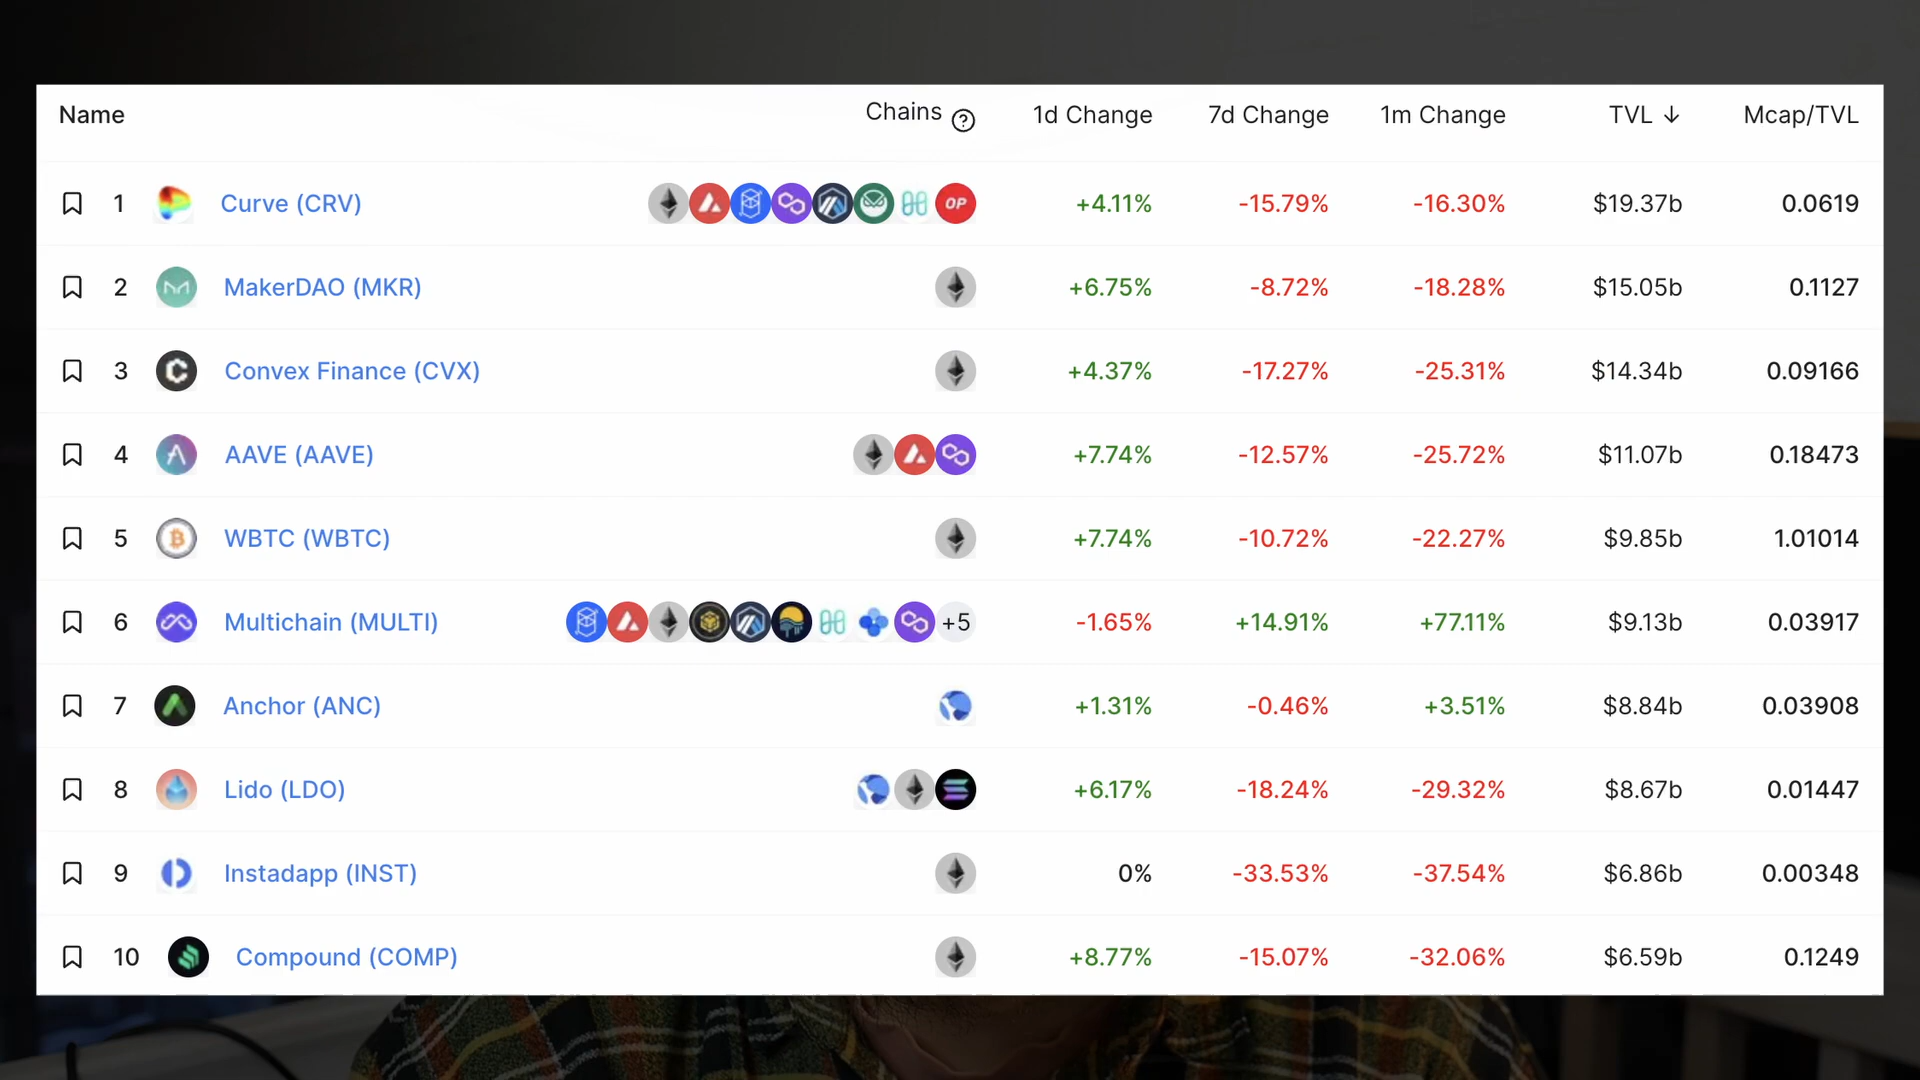 Name Chains ? 1d Change 7d Change 1m Change TVL ↓ Mcap/TVL
1 Curve (CRV) OP +4.11% -15.79% -16.30% $19.37b 0.0619
2 MakerDAO (MKR) +6.75% -8.72% -18.28% $15.05b 0.1127
3 Convex Finance (CVX) +4.37% -17.27% -25.31% $14.34b 0.09166
4 AAVE (AAVE) +7.74% -12.57% -25.72% $11.07b 0.18473
5 WBTC (WBTC) +7.74% -10.72% -22.27% $9.85b 1.01014
6 Multichain (MULTI) +5 -1.65% +14.91% +77.11% $9.13b 0.03917
7 Anchor (ANC) +1.31% -0.46% +3.51% $8.84b 0.03908
8 Lido (LDO) +6.17% -18.24% -29.32% $8.67b 0.01447
9 Instadapp (INST) 0% -33.53% -37.54% $6.86b 0.00348
10 Compound (COMP) +8.77% -15.07% -32.06% $6.59b 0.1249